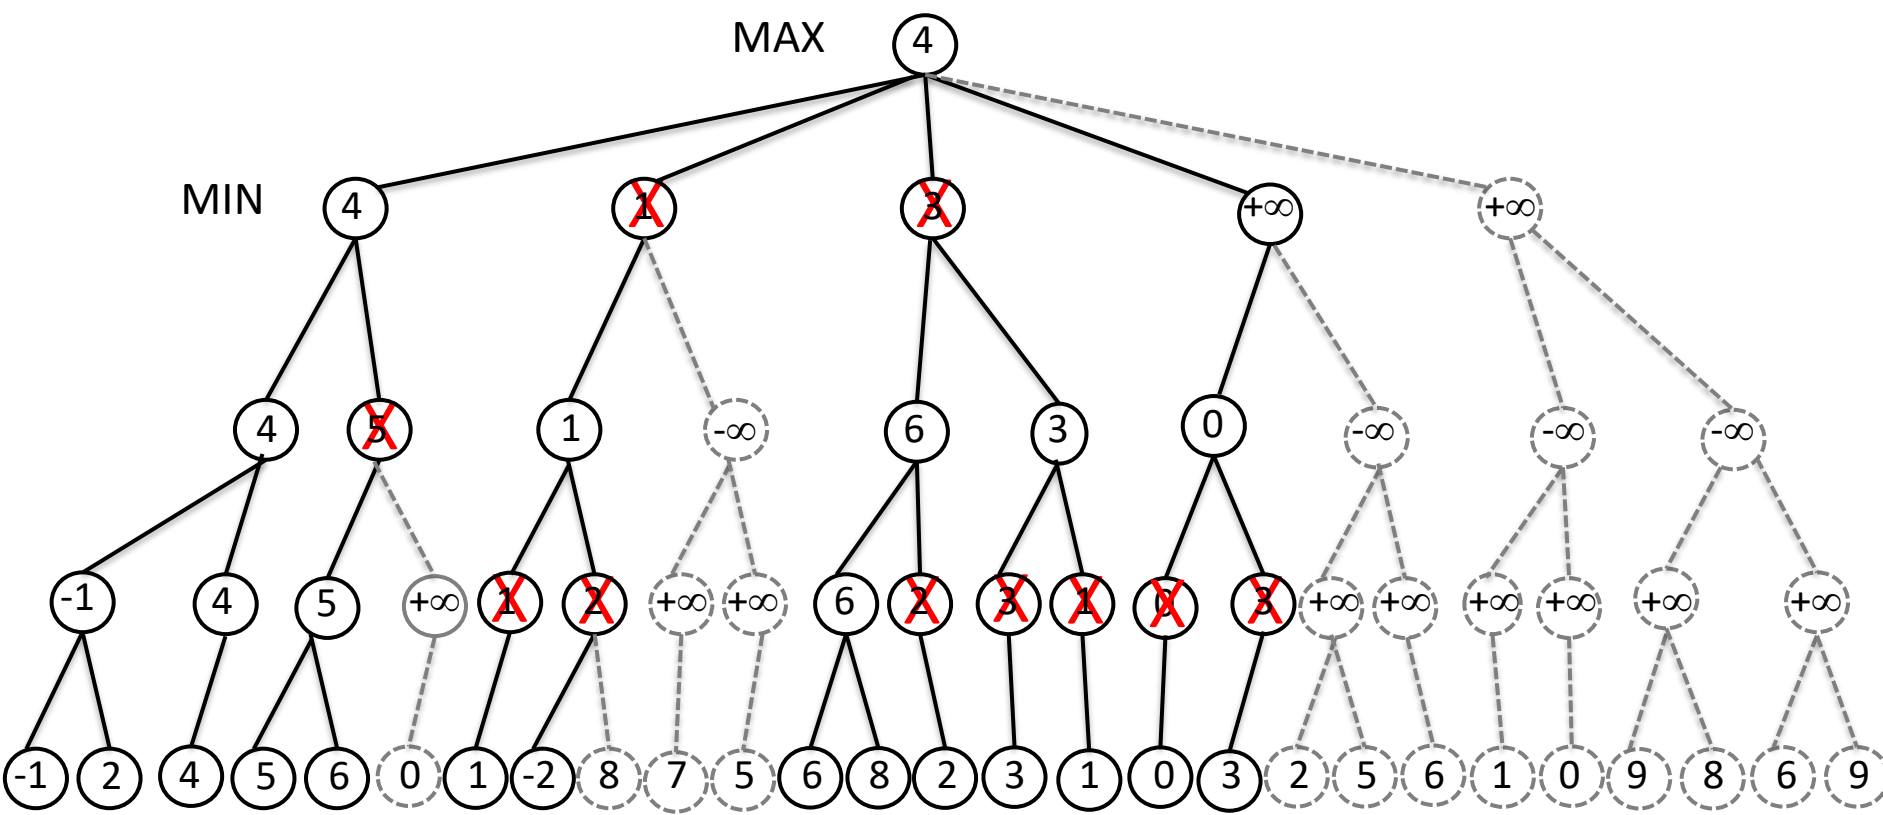 MAX 4
MIN 4 1 3 +∞ +∞
4 5 1 -∞ 6 3 0 -∞ -∞ -∞
-1 4 5 +∞ 1 2 +∞ +∞ 6 2 3 1 0 3 +∞ +∞ +∞ +∞ +∞ +∞
-1 2 4 5 6 0 1 -2 8 7 5 6 8 2 3 1 0 3 2 5 6 1 0 9 8 6 9